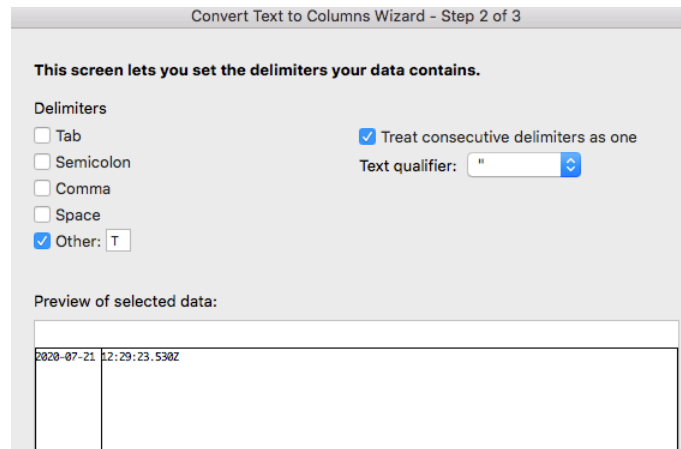 Convert Text to Columns Wizard - Step 2 of 3
This screen lets you set the delimiters your data contains.
Delimiters
Tab
Semicolon
Comma
Space
Other: T
Treat consecutive delimiters as one
Text qualifier: "
Preview of selected data:
2020-07-21 12:29:23.530Z